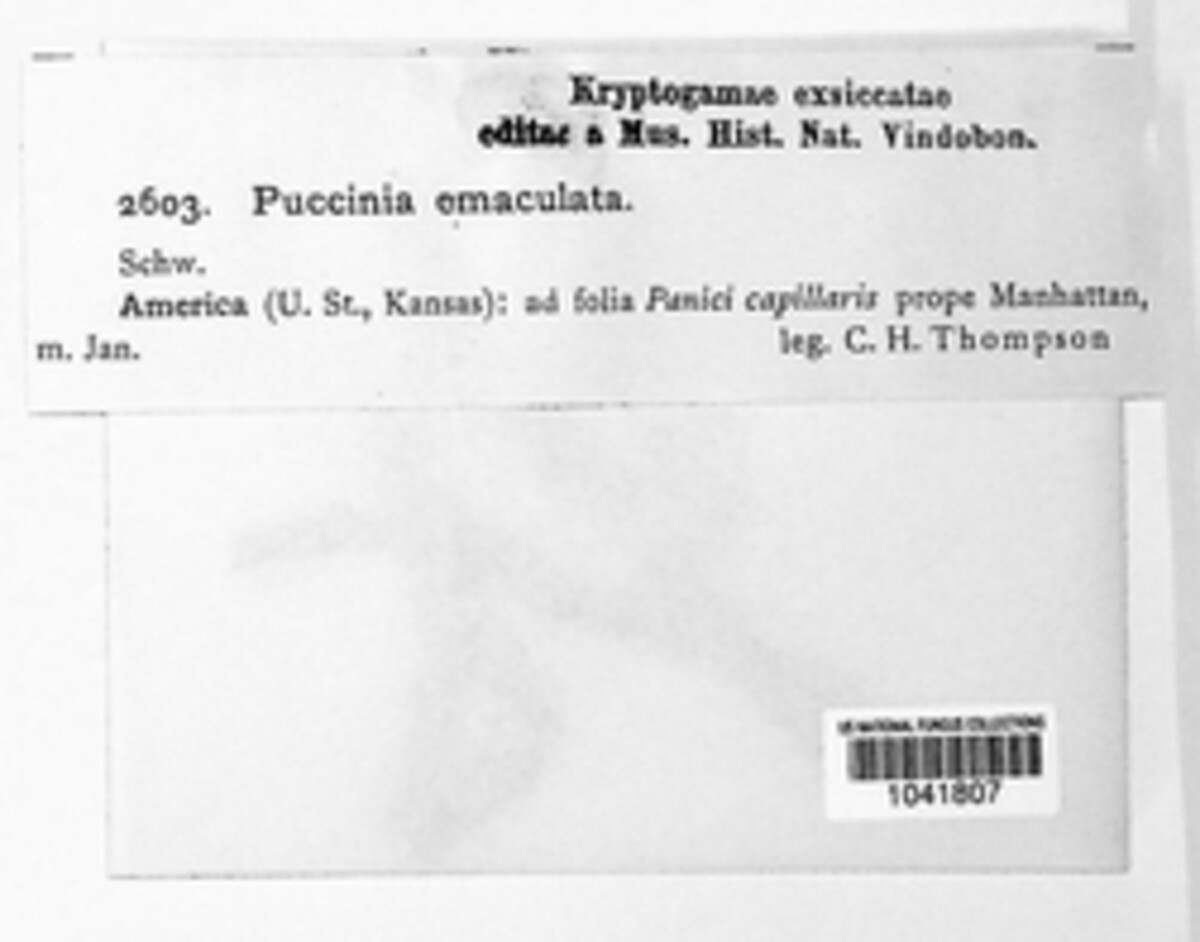 Kryptogamae exsiccatae
editae a Mus. Hist. Nat. Vindobon.
2603. Puccinia emaculata.
Schw.
America (U. St., Kansas): ad folia Panici capillaris prope Manhattan,
m. Jan. leg. C. H. Thompson
US NATIONAL FUNGUS COLLECTIONS
1041807